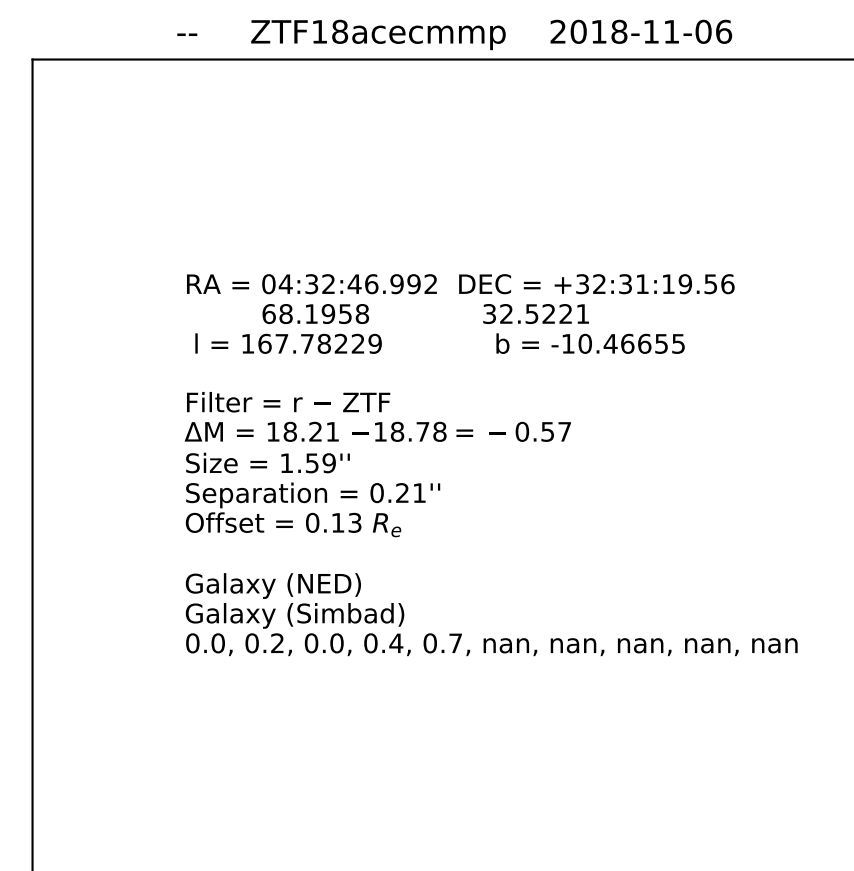 -- ZTF18acecmmp 2018-11-06
RA = 04:32:46.992 DEC = +32:31:19.56
68.1958 32.5221
l = 167.78229 b = -10.46655
Filter = r − ZTF
ΔM = 18.21 −18.78 = − 0.57
Size = 1.59''
Separation = 0.21''
Offset = 0.13 Re
Galaxy (NED)
Galaxy (Simbad)
0.0, 0.2, 0.0, 0.4, 0.7, nan, nan, nan, nan, nan